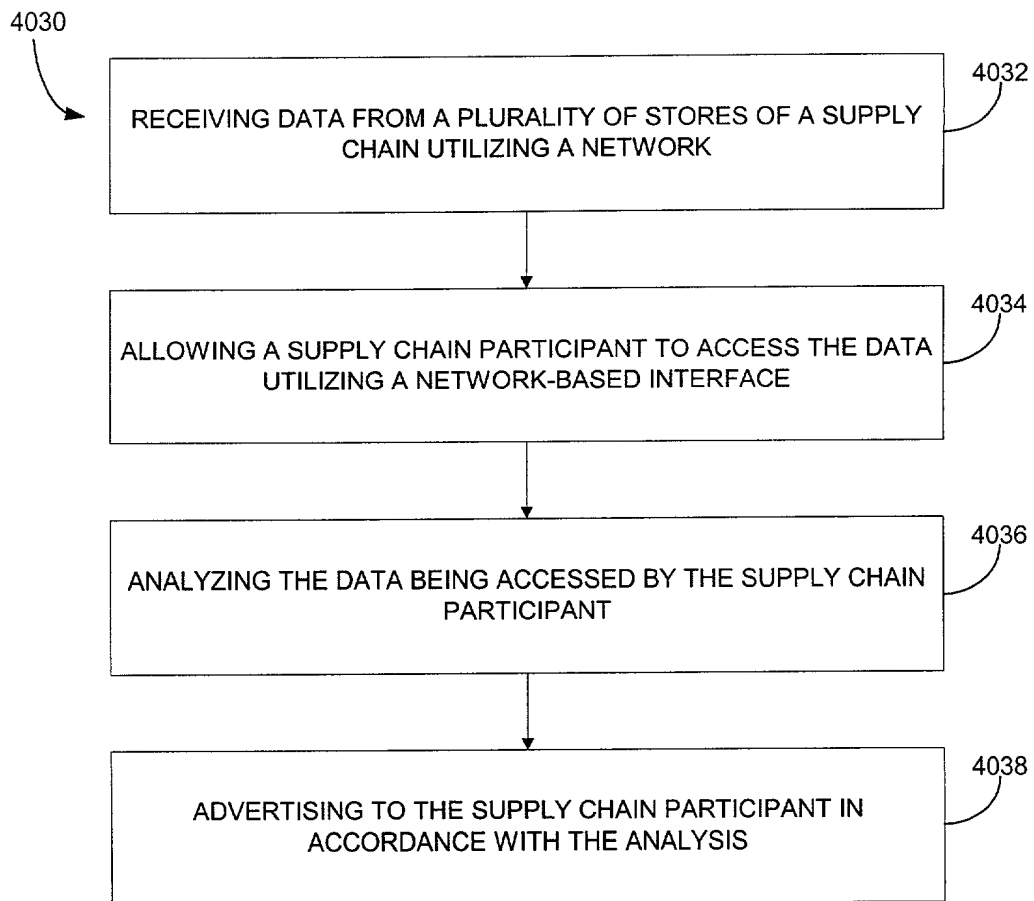 4030
4032
RECEIVING DATA FROM A PLURALITY OF STORES OF A SUPPLY
CHAIN UTILIZING A NETWORK
4034
ALLOWING A SUPPLY CHAIN PARTICIPANT TO ACCESS THE DATA
UTILIZING A NETWORK-BASED INTERFACE
4036
ANALYZING THE DATA BEING ACCESSED BY THE SUPPLY CHAIN
PARTICIPANT
4038
ADVERTISING TO THE SUPPLY CHAIN PARTICIPANT IN
ACCORDANCE WITH THE ANALYSIS